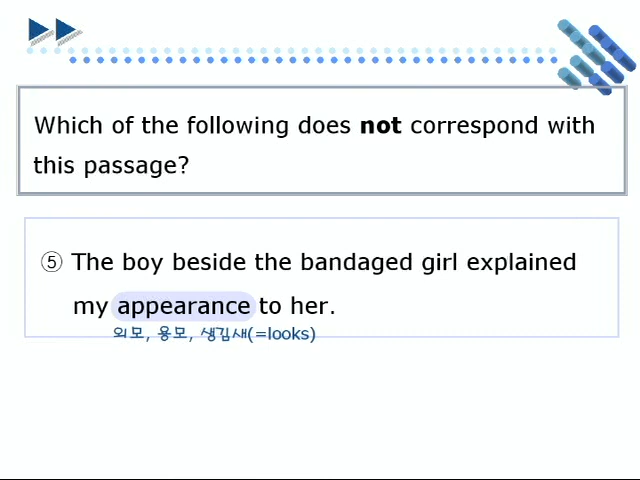 Which of the following does not correspond with
this passage?
⑤ The boy beside the bandaged girl explained
my appearance to her.
외모, 용모, 생김새(=looks)